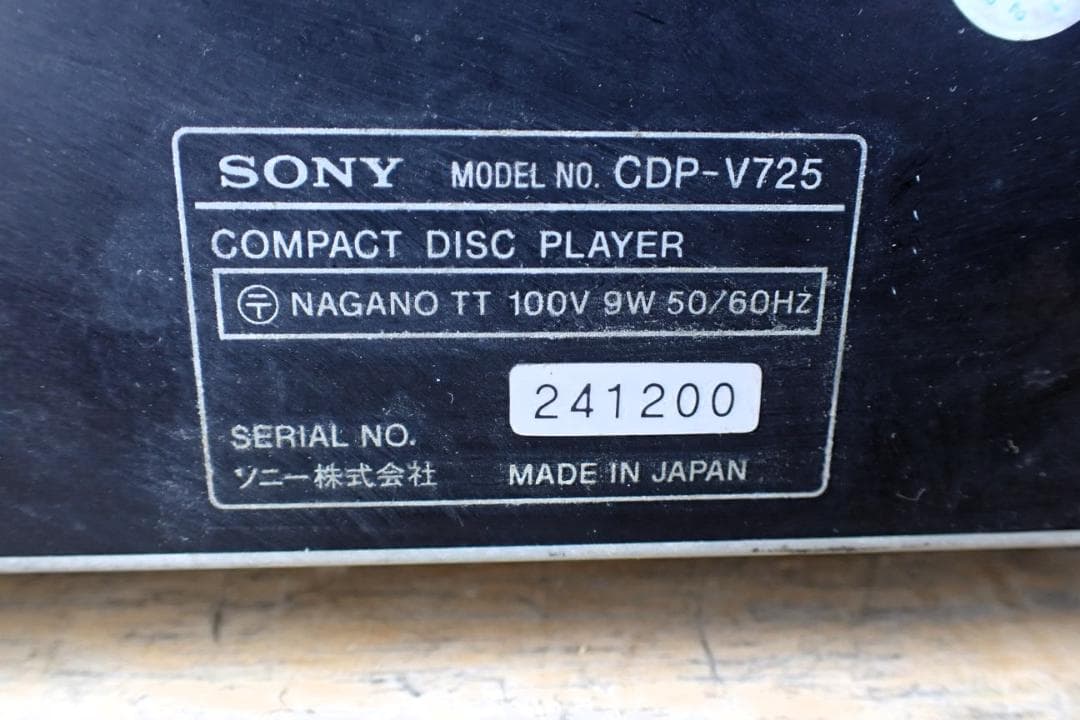 SONY MODEL NO. CDP-V725
COMPACT DISC PLAYER
〒 NAGANO TT 100V 9W 50/60Hz
241200
SERIAL NO.
ソニー株式会社 MADE IN JAPAN